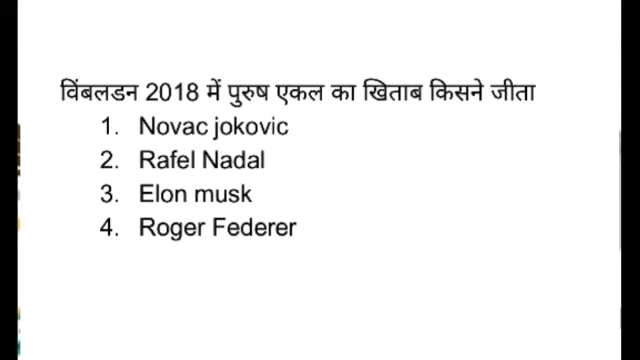 विंबलडन 2018 में पुरुष एकल का खिताब किसने जीता
1. Novac jokovic
2. Rafel Nadal
3. Elon musk
4. Roger Federer